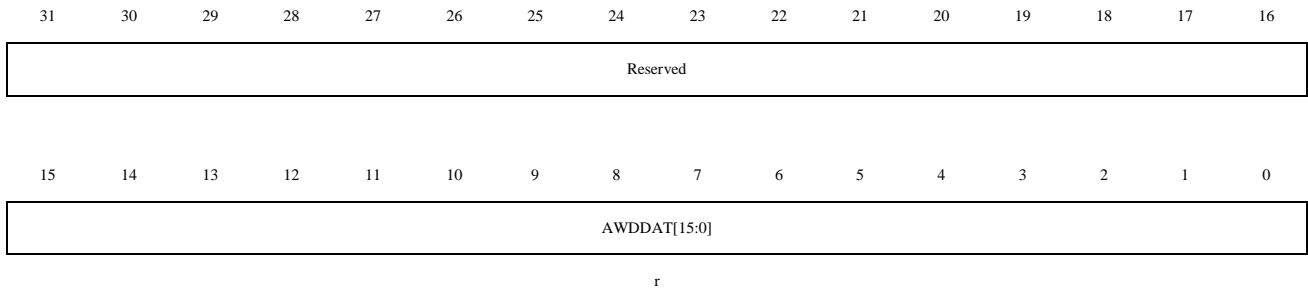 31 30 29 28 27 26 25 24 23 22 21 20 19 18 17 16
Reserved
15 14 13 12 11 10 9 8 7 6 5 4 3 2 1 0
AWDDAT[15:0]
r